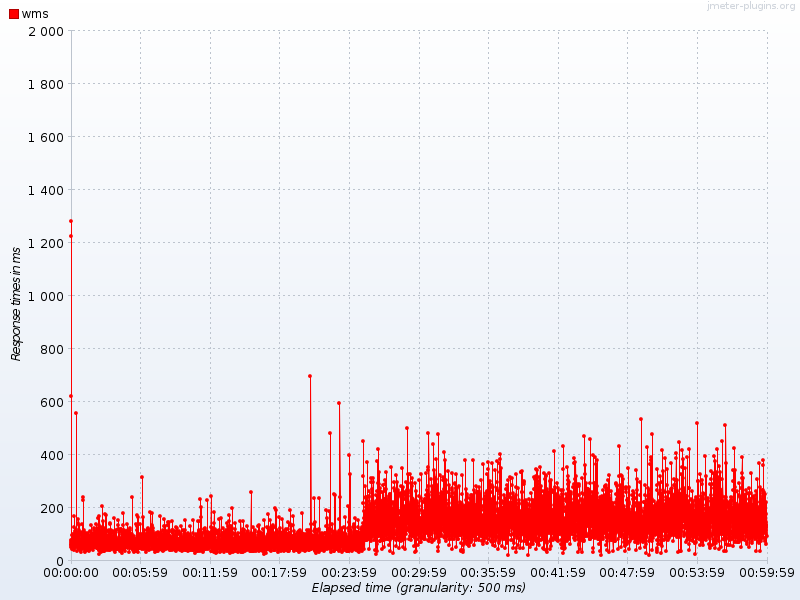 jmeter-plugins.org
wms
2 000
1 800
1 600
1 400
1 200
1 000
800
600
400
200
0
Response times in ms
00:00:00 00:05:59 00:11:59 00:17:59 00:23:59 00:29:59 00:35:59 00:41:59 00:47:59 00:53:59 00:59:59
Elapsed time (granularity: 500 ms)